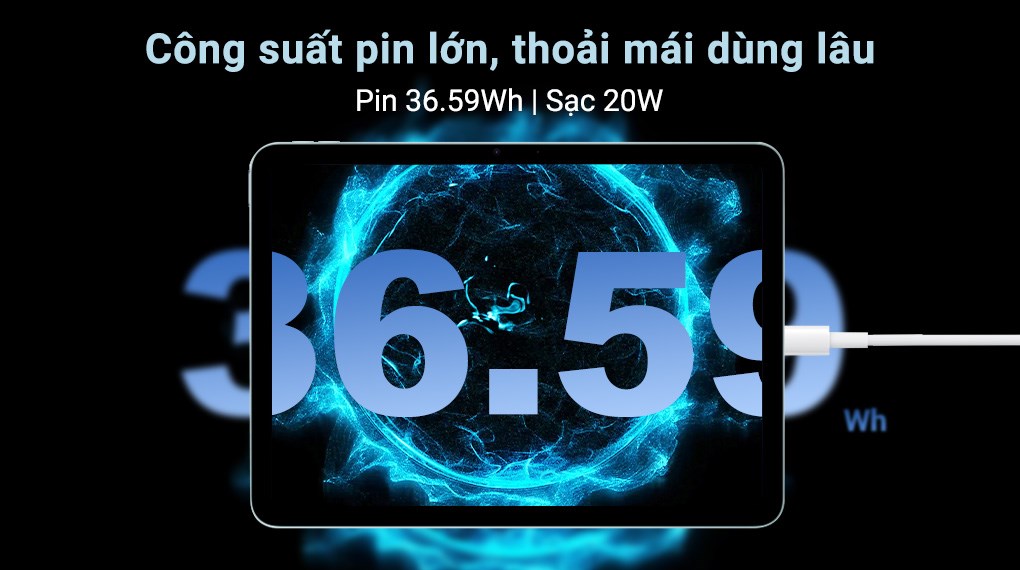 Công suất pin lớn, thoải mái dùng lâu
Pin 36.59Wh | Sạc 20W
36.59
Wh